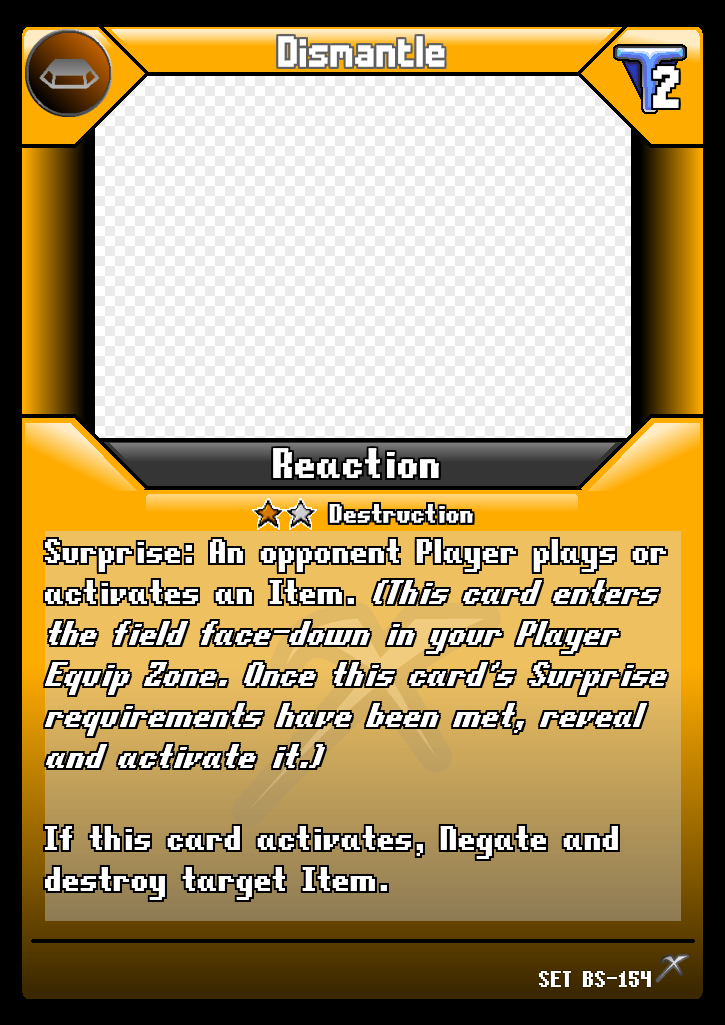 Dismantle
T2
Reaction
Destruction
Surprise: An opponent Player plays or
activates an Item. (This card enters
the field face-down in your Player
Equip Zone. Once this card's Surprise
requirements have been met, reveal
and activate it.)
If this card activates, Negate and
destroy target Item.
SET BS-154